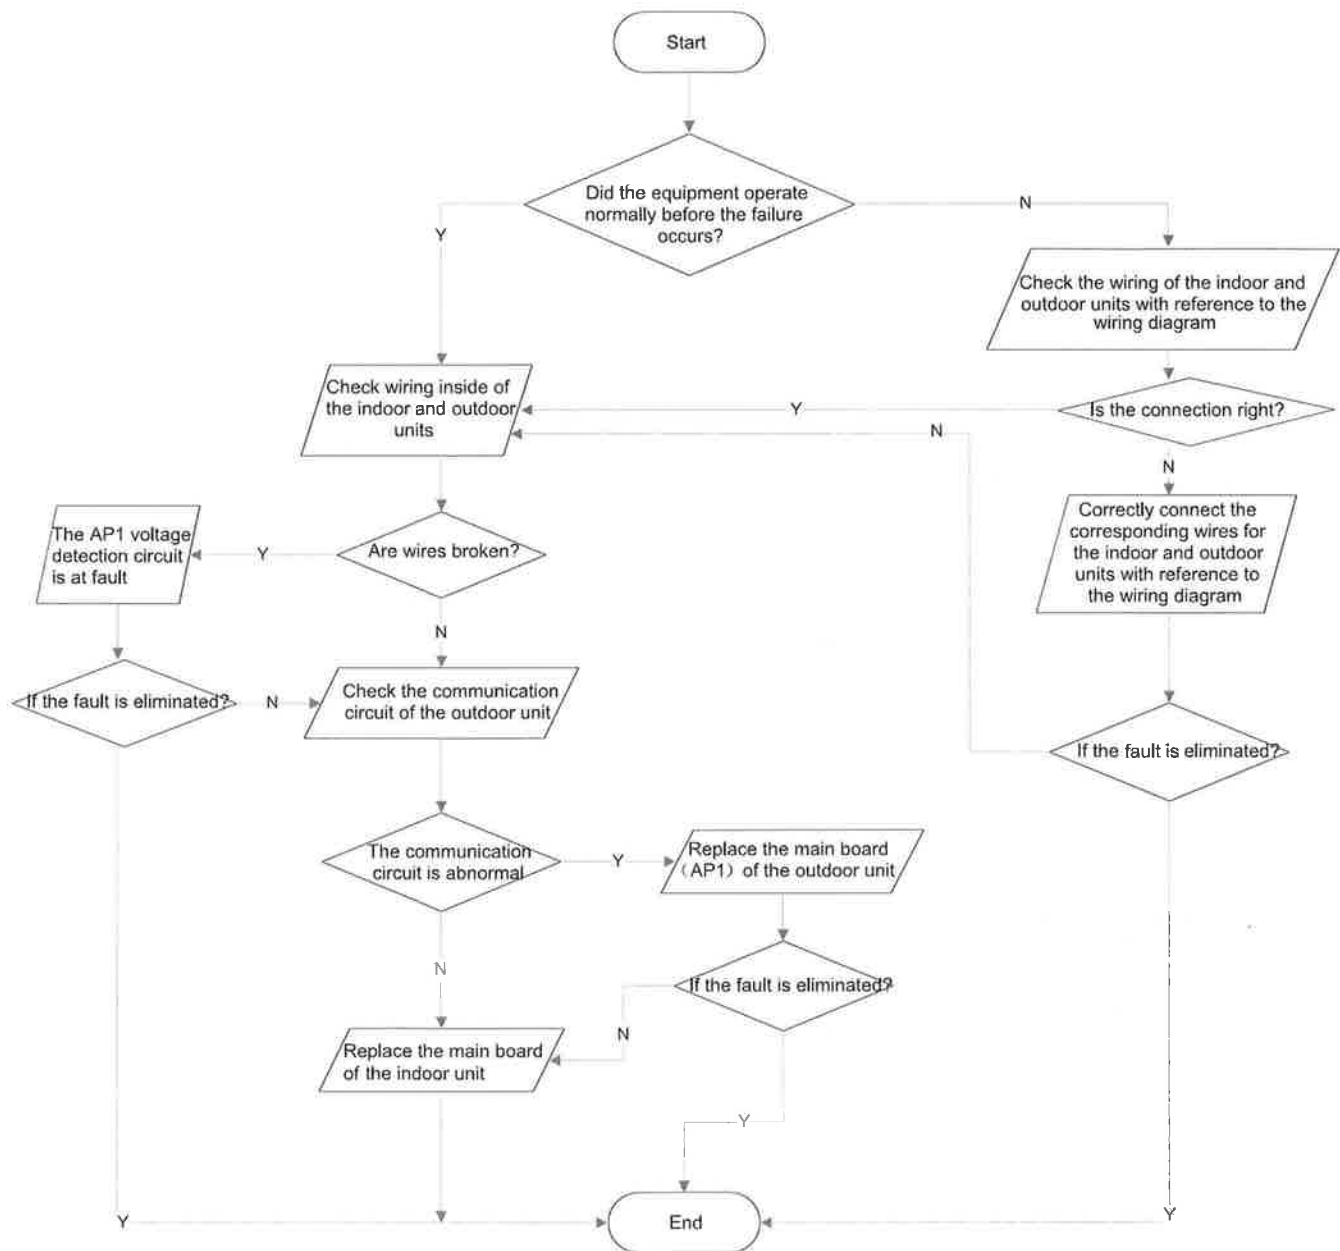 Start
Did the equipment operate
normally before the failure
occurs?
N
Y
Check the wiring of the indoor and
outdoor units with reference to the
wiring diagram
Check wiring inside of
the indoor and outdoor
units
Y
Is the connection right?
N
N
Correctly connect the
corresponding wires for
the indoor and outdoor
units with reference to
the wiring diagram
The AP1 voltage
detection circuit
is at fault
Y
Are wires broken?
N
If the fault is eliminated?
N
Check the communication
circuit of the outdoor unit
If the fault is eliminated?
The communication
circuit is abnormal
Y
Replace the main board
（AP1）of the outdoor unit
N
If the fault is eliminated?
N
Replace the main board
of the indoor unit
Y
Y
End
Y